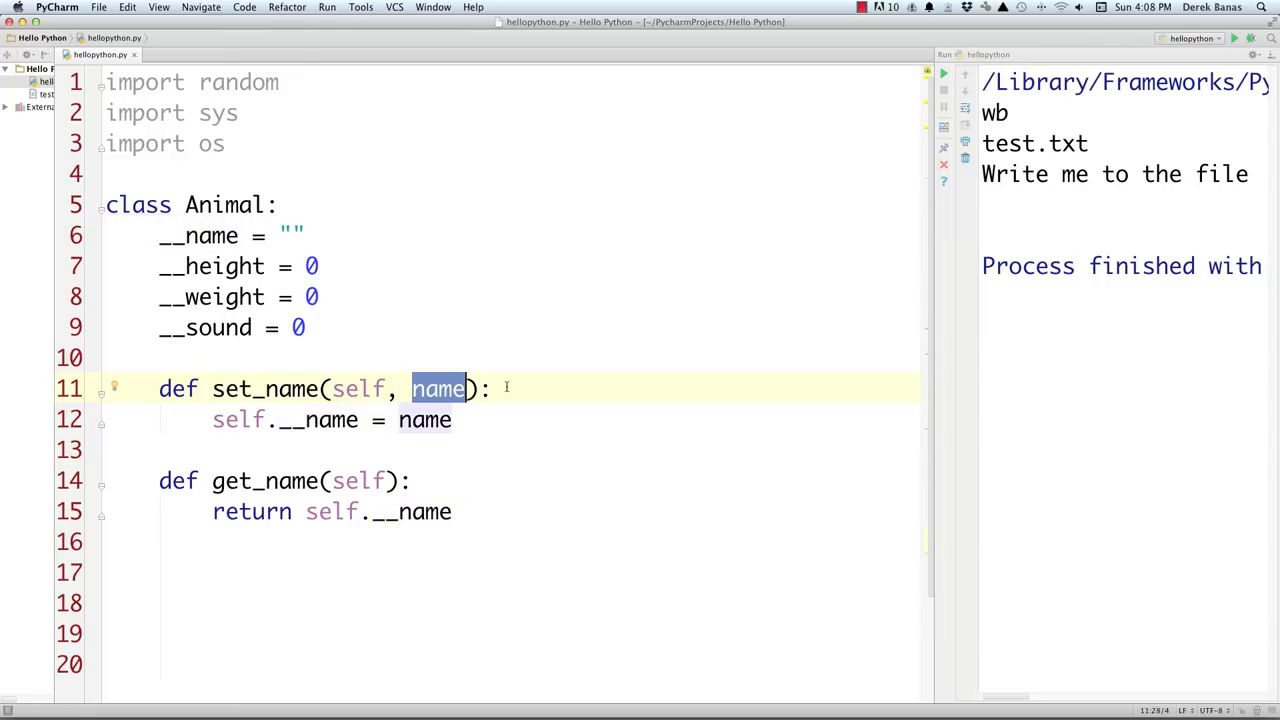 PyCharm File Edit View Navigate Code Refactor Run Tools VCS Window Help 10 Sun 4:08 PM Derek Banas
hellopython.py – Hello Python – [~/PycharmProjects/Hello Python]
Hello Python hellopython.py hellopython
hellopython.py Run hellopython
Hello P
hell
test
Extern
1 import random
2 import sys
3 import os
4
5 class Animal:
6 __name = ""
7 __height = 0
8 __weight = 0
9 __sound = 0
10
11 def set_name(self, name):
12 self.__name = name
13
14 def get_name(self):
15 return self.__name
16
17
18
19
20
/Library/Frameworks/Py
wb
test.txt
Write me to the file
Process finished with
11:28/4 LF UTF-8